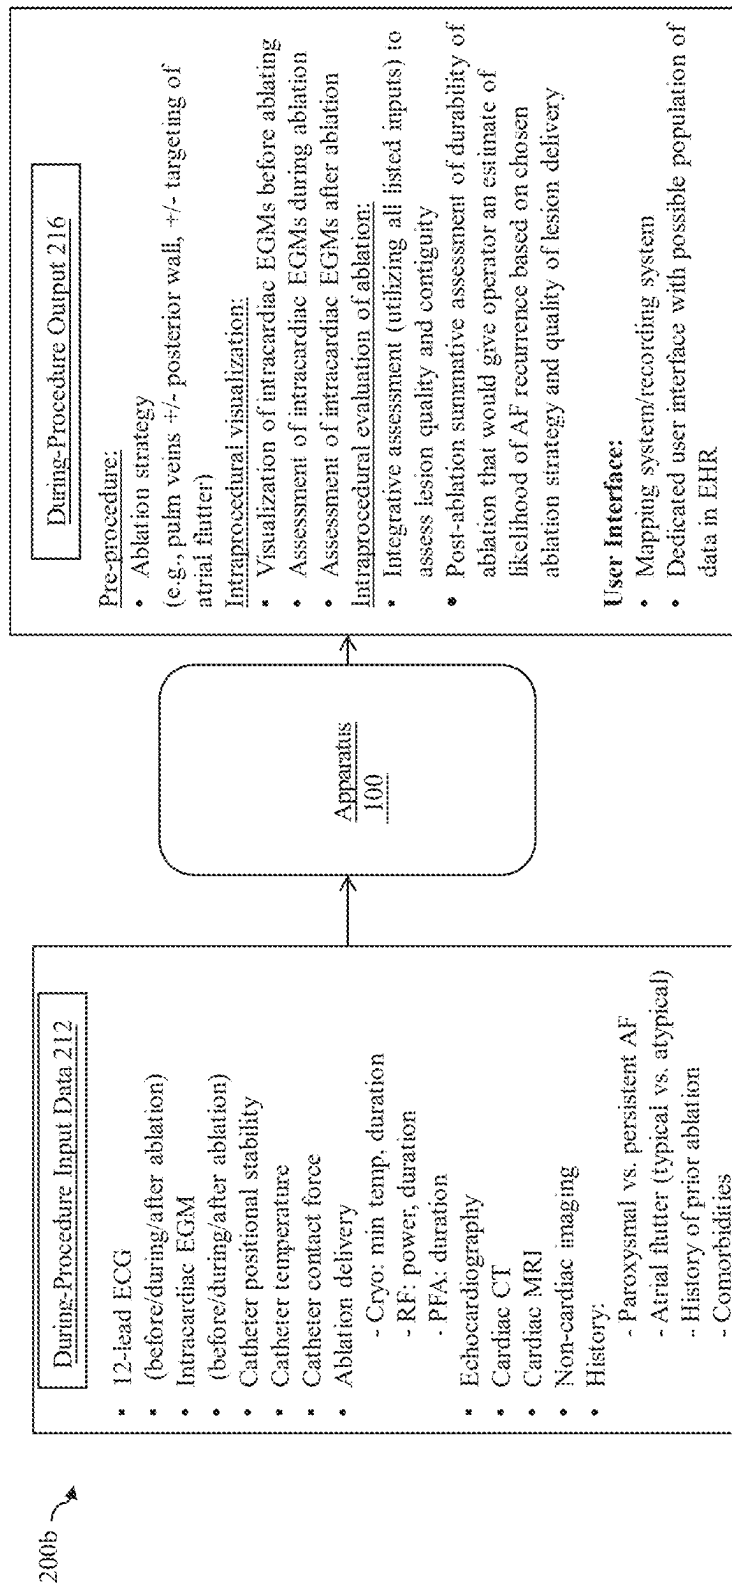 200b
During-Procedure Input Data 212
• 12-lead ECG
• (before/during/after ablation)
• Intracardiac EGM
• (before/during/after ablation)
• Catheter positional stability
• Catheter temperature
• Catheter contact force
• Ablation delivery
- Cryo: min temp, duration
- RF: power, duration
- PFA: duration
• Echocardiography
• Cardiac CT
• Cardiac MRI
• Non-cardiac imaging
• History:
- Paroxysmal vs. persistent AF
- Atrial flutter (typical vs. atypical)
- History of prior ablation
- Comorbidities
Apparatus
100
During-Procedure Output 216
Pre-procedure:
• Ablation strategy
(e.g., pulm veins +/- posterior wall, +/- targeting of
atrial flutter)
Intraprocedural visualization:
• Visualization of intracardiac EGMs before ablating
• Assessment of intracardiac EGMs during ablation
• Assessment of intracardiac EGMs after ablation
Intraprocedural evaluation of ablation:
• Integrative assessment (utilizing all listed inputs) to
assess lesion quality and contiguity
• Post-ablation summative assessment of durability of
ablation that would give operator an estimate of
likelihood of AF recurrence based on chosen
ablation strategy and quality of lesion delivery
User Interface:
• Mapping system/recording system
• Dedicated user interface with possible population of
data in EHR